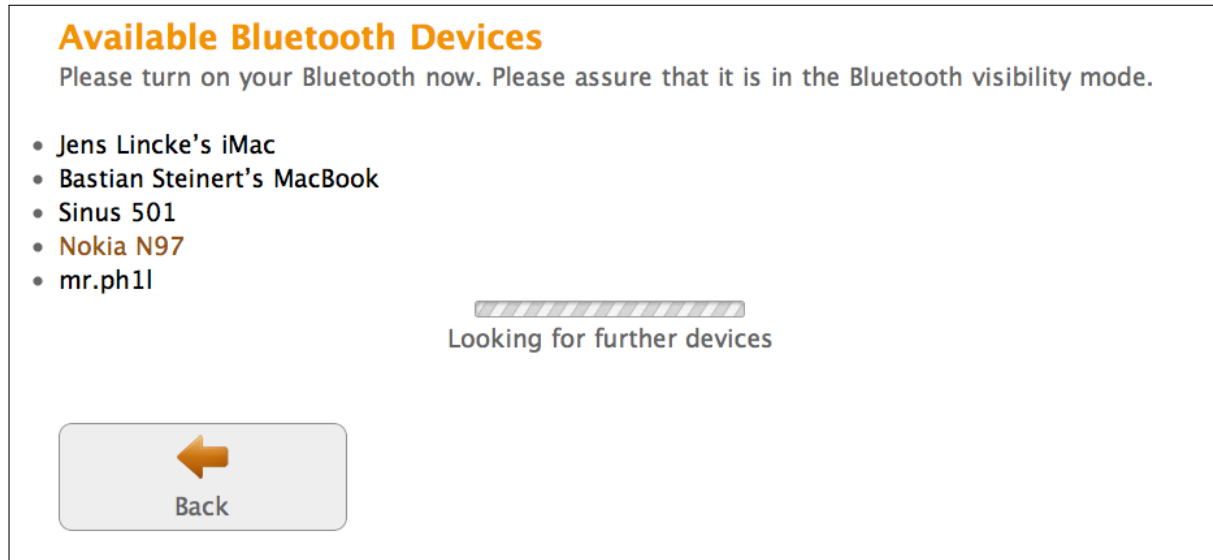 Available Bluetooth Devices
Please turn on your Bluetooth now. Please assure that it is in the Bluetooth visibility mode.
Jens Lincke’s iMac
Bastian Steinert’s MacBook
Sinus 501
Nokia N97
mr.ph1l
Looking for further devices
Back